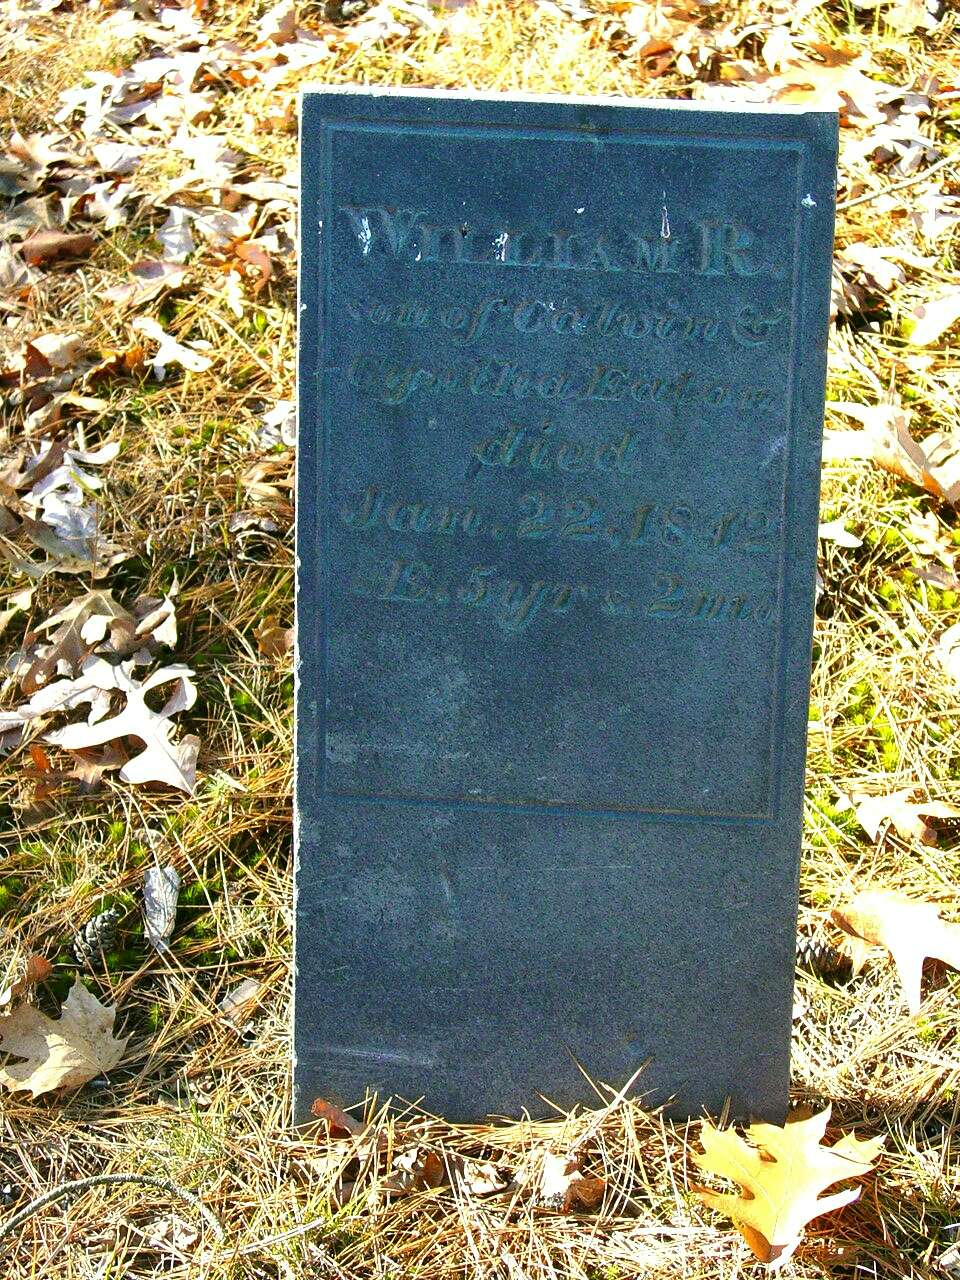 WILLIAM R.
son of Calvin &
Cynthia Eaton
died
Jan. 22, 1842
Æ. 5 yrs. 2 mo.